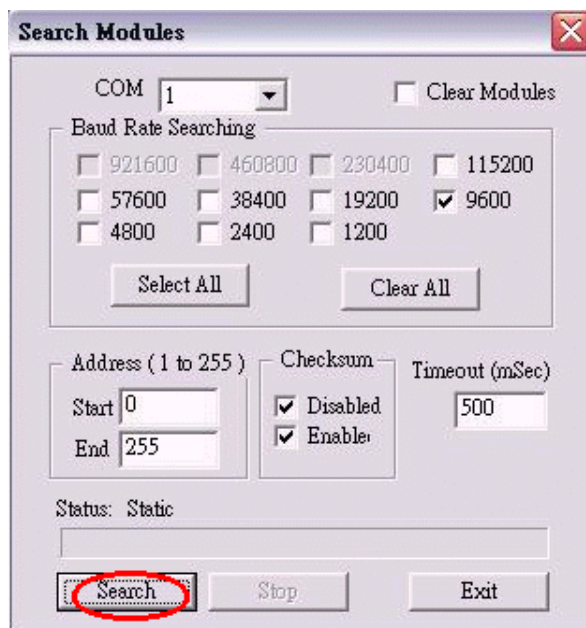 Search Modules
COM 1
Clear Modules
Baud Rate Searching
921600 460800 230400 115200
57600 38400 19200 9600
4800 2400 1200
Select All Clear All
Address ( 1 to 255 ) Checksum Timeout (mSec)
Start 0 Disabled 500
End 255 Enable
Status: Static
Search Stop Exit